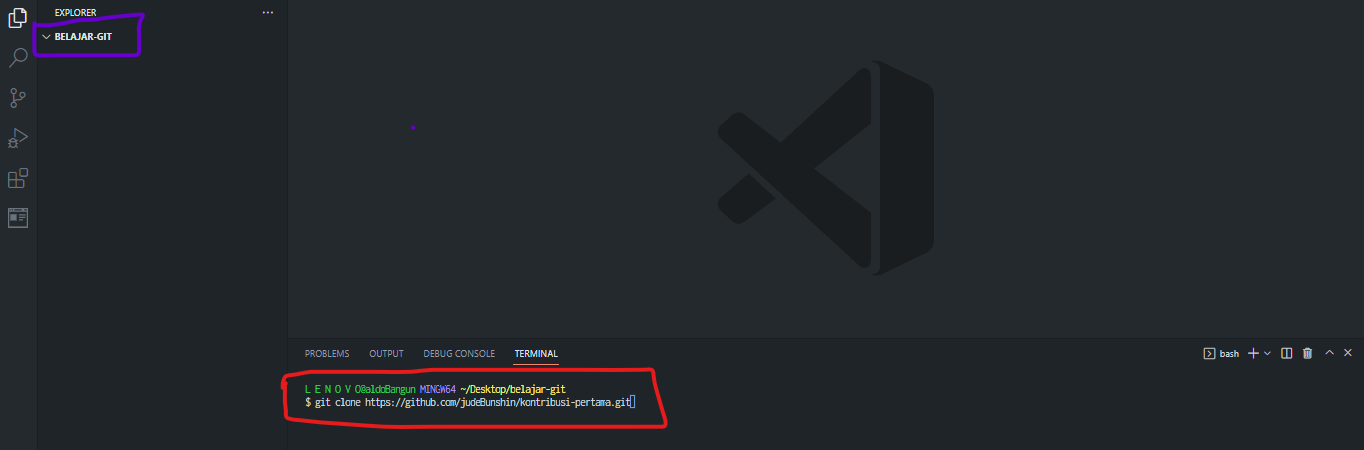 EXPLORER
BELAJAR-GIT
PROBLEMS OUTPUT DEBUG CONSOLE TERMINAL
bash
L E N O V O@aldoBangun MINGW64 ~/Desktop/belajar-git
$ git clone https://github.com/judeBunshin/kontribusi-pertama.git